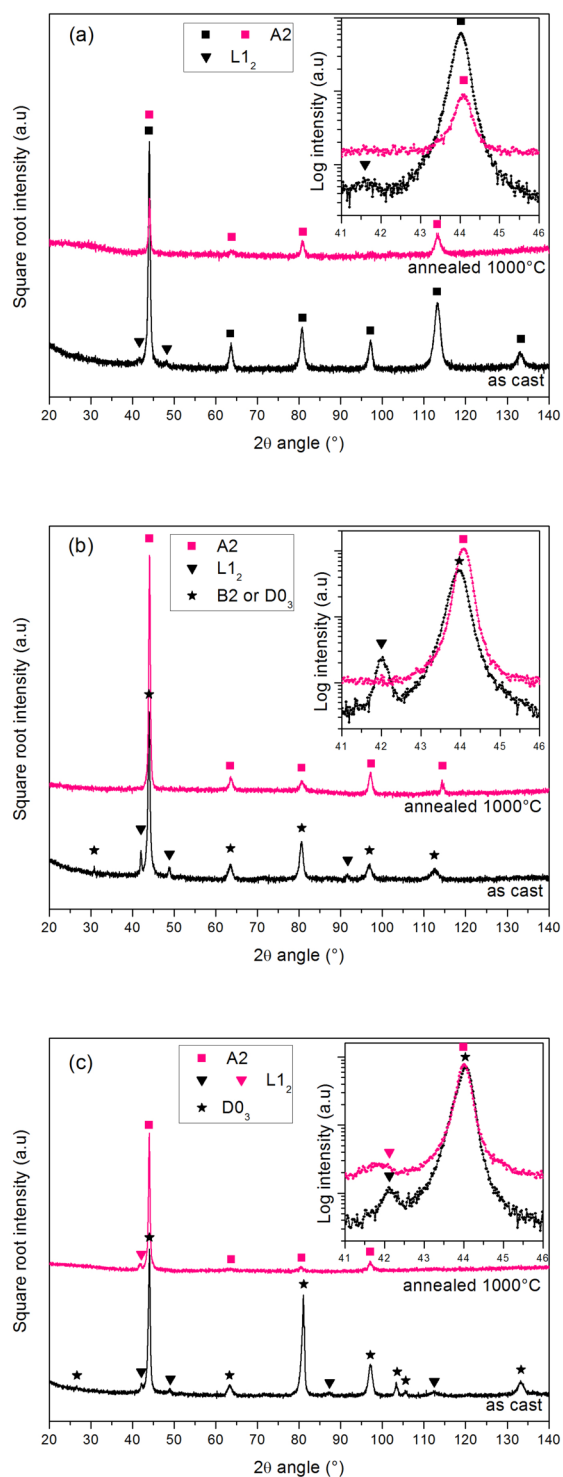 (a)
A2
L1₂
Square root intensity (a.u)
Log intensity (a.u)
41 42 43 44 45 46
annealed 1000°C
as cast
20 30 40 50 60 70 80 90 100 110 120 130 140
2θ angle (°)
(b)
A2
L1₂
B2 or D0₃
Square root intensity (a.u)
Log intensity (a.u)
41 42 43 44 45 46
annealed 1000°C
as cast
20 30 40 50 60 70 80 90 100 110 120 130 140
2θ angle (°)
(c)
A2
L1₂
D0₃
Square root intensity (a.u)
Log intensity (a.u)
41 42 43 44 45 46
annealed 1000°C
as cast
20 30 40 50 60 70 80 90 100 110 120 130 140
2θ angle (°)